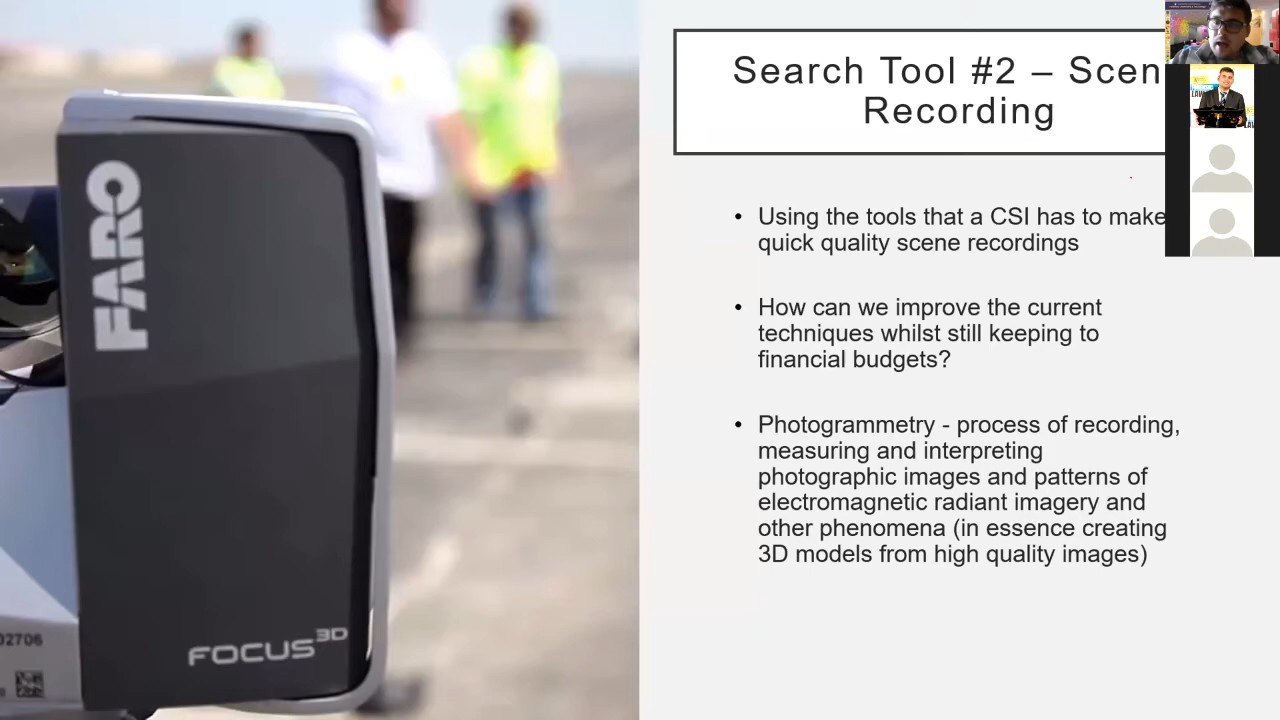 Search Tool #2 – Scen
Recording
• Using the tools that a CSI has to make
quick quality scene recordings
• How can we improve the current
techniques whilst still keeping to
financial budgets?
• Photogrammetry - process of recording,
measuring and interpreting
photographic images and patterns of
electromagnetic radiant imagery and
other phenomena (in essence creating
3D models from high quality images)
FARO
FOCUS3D
02706